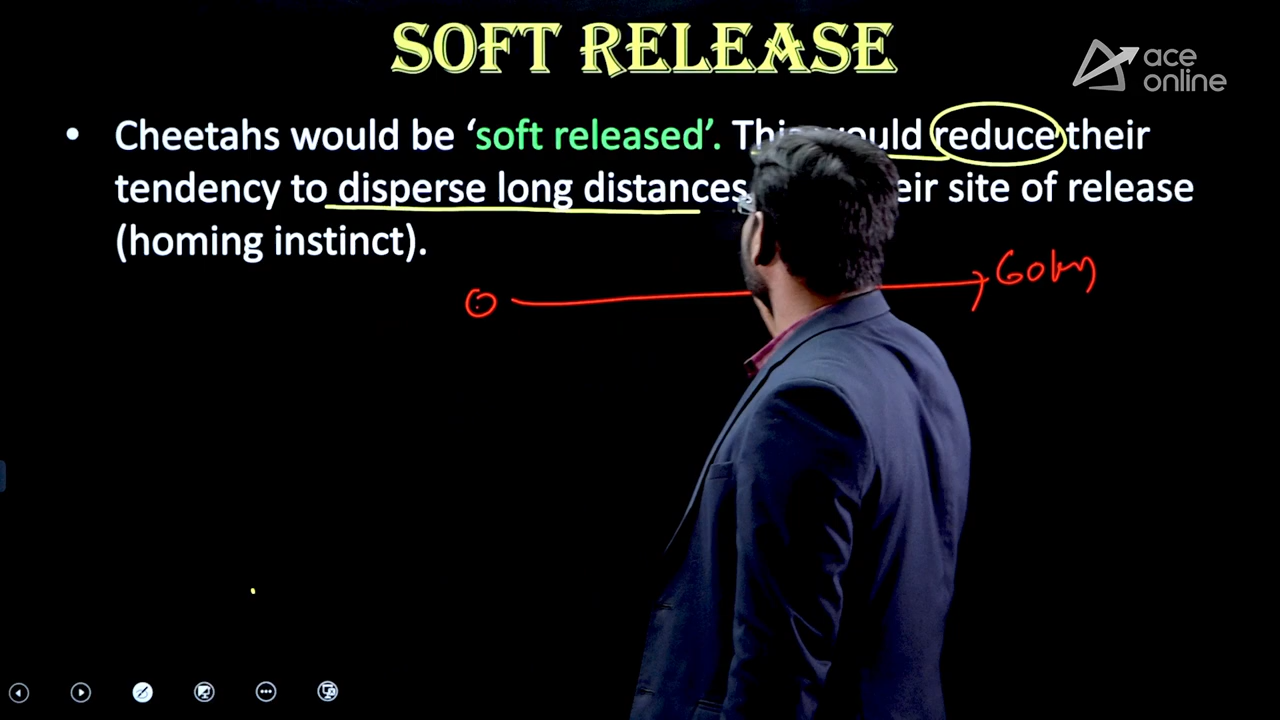 SOFT RELEASE
ace
online
• Cheetahs would be ‘soft released’. This would reduce their
tendency to disperse long distances, their site of release
(homing instinct).
60km